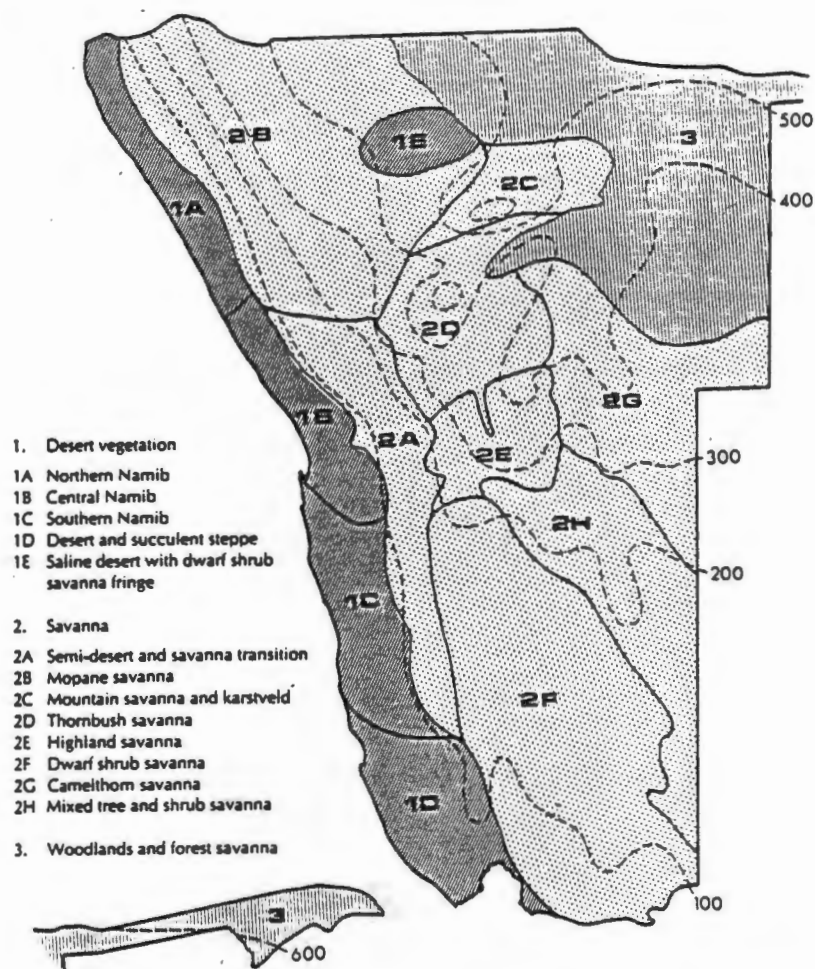 2B
1E
3
500
2C
400
1A
2D
1B
2A
2G
2E
300
2H
200
1C
2F
1D
100
3
600
1. Desert vegetation
1A Northern Namib
1B Central Namib
1C Southern Namib
1D Desert and succulent steppe
1E Saline desert with dwarf shrub
savanna fringe
2. Savanna
2A Semi-desert and savanna transition
2B Mopane savanna
2C Mountain savanna and karstveld
2D Thornbush savanna
2E Highland savanna
2F Dwarf shrub savanna
2G Camelthorn savanna
2H Mixed tree and shrub savanna
3. Woodlands and forest savanna